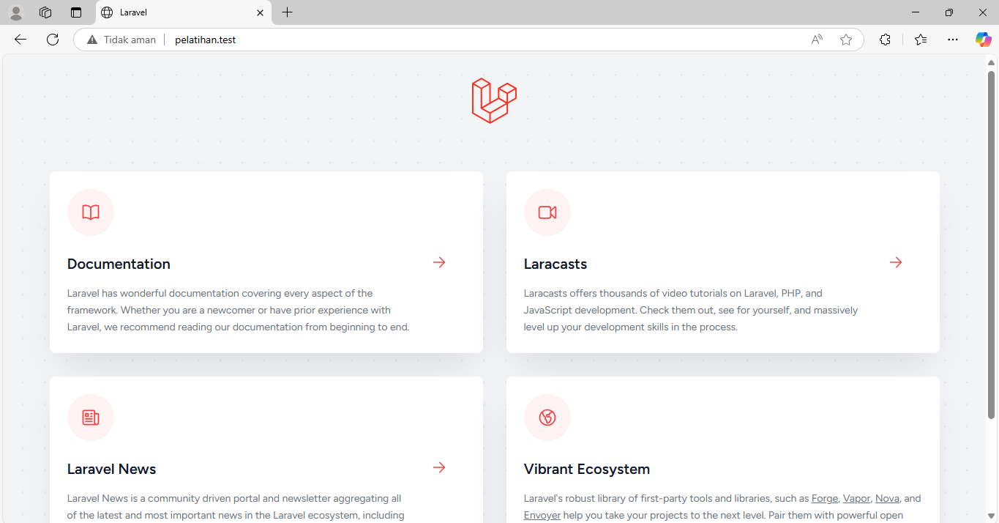 Laravel
Tidak aman
pelatihan.test
Documentation
Laravel has wonderful documentation covering every aspect of the
framework. Whether you are a newcomer or have prior experience with
Laravel, we recommend reading our documentation from beginning to end.
Laracasts
Laracasts offers thousands of video tutorials on Laravel, PHP, and
JavaScript development. Check them out, see for yourself, and massively
level up your development skills in the process.
Laravel News
Laravel News is a community driven portal and newsletter aggregating all
of the latest and most important news in the Laravel ecosystem, including
Vibrant Ecosystem
Laravel's robust library of first-party tools and libraries, such as Forge, Vapor, Nova, and
Envoyer help you take your projects to the next level. Pair them with powerful open